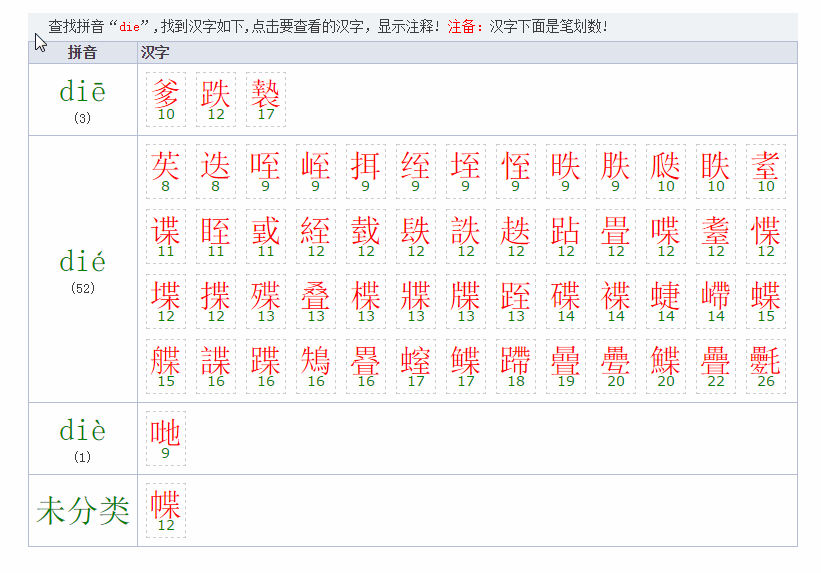 查找拼音“die”,找到汉字如下,点击要查看的汉字，显示注释！注备：汉字下面是笔划数！
拼音 汉字
diē
(3)
爹 跌 褺
10 12 17
dié
(52)
苵 迭 咥 峌 挕 绖 垤 恎 昳 胅 瓞 眣 耊
8 8 9 9 9 9 9 9 9 9 10 10 10
谍 眰 戜 絰 臷 镻 詄 趃 跕 畳 喋 耋 惵
11 11 11 12 12 12 12 12 12 12 12 12 12
堞 揲 殜 叠 楪 牃 牒 跮 碟 褋 蜨 嵽 蝶
12 12 13 13 13 13 13 13 14 14 14 14 15
艓 諜 蹀 鴩 疂 螲 鲽 蹛 曡 疉 鰈 疊 氎
15 16 16 16 16 17 17 18 19 20 20 22 26
diè
(1)
哋
9
未分类
幉
12